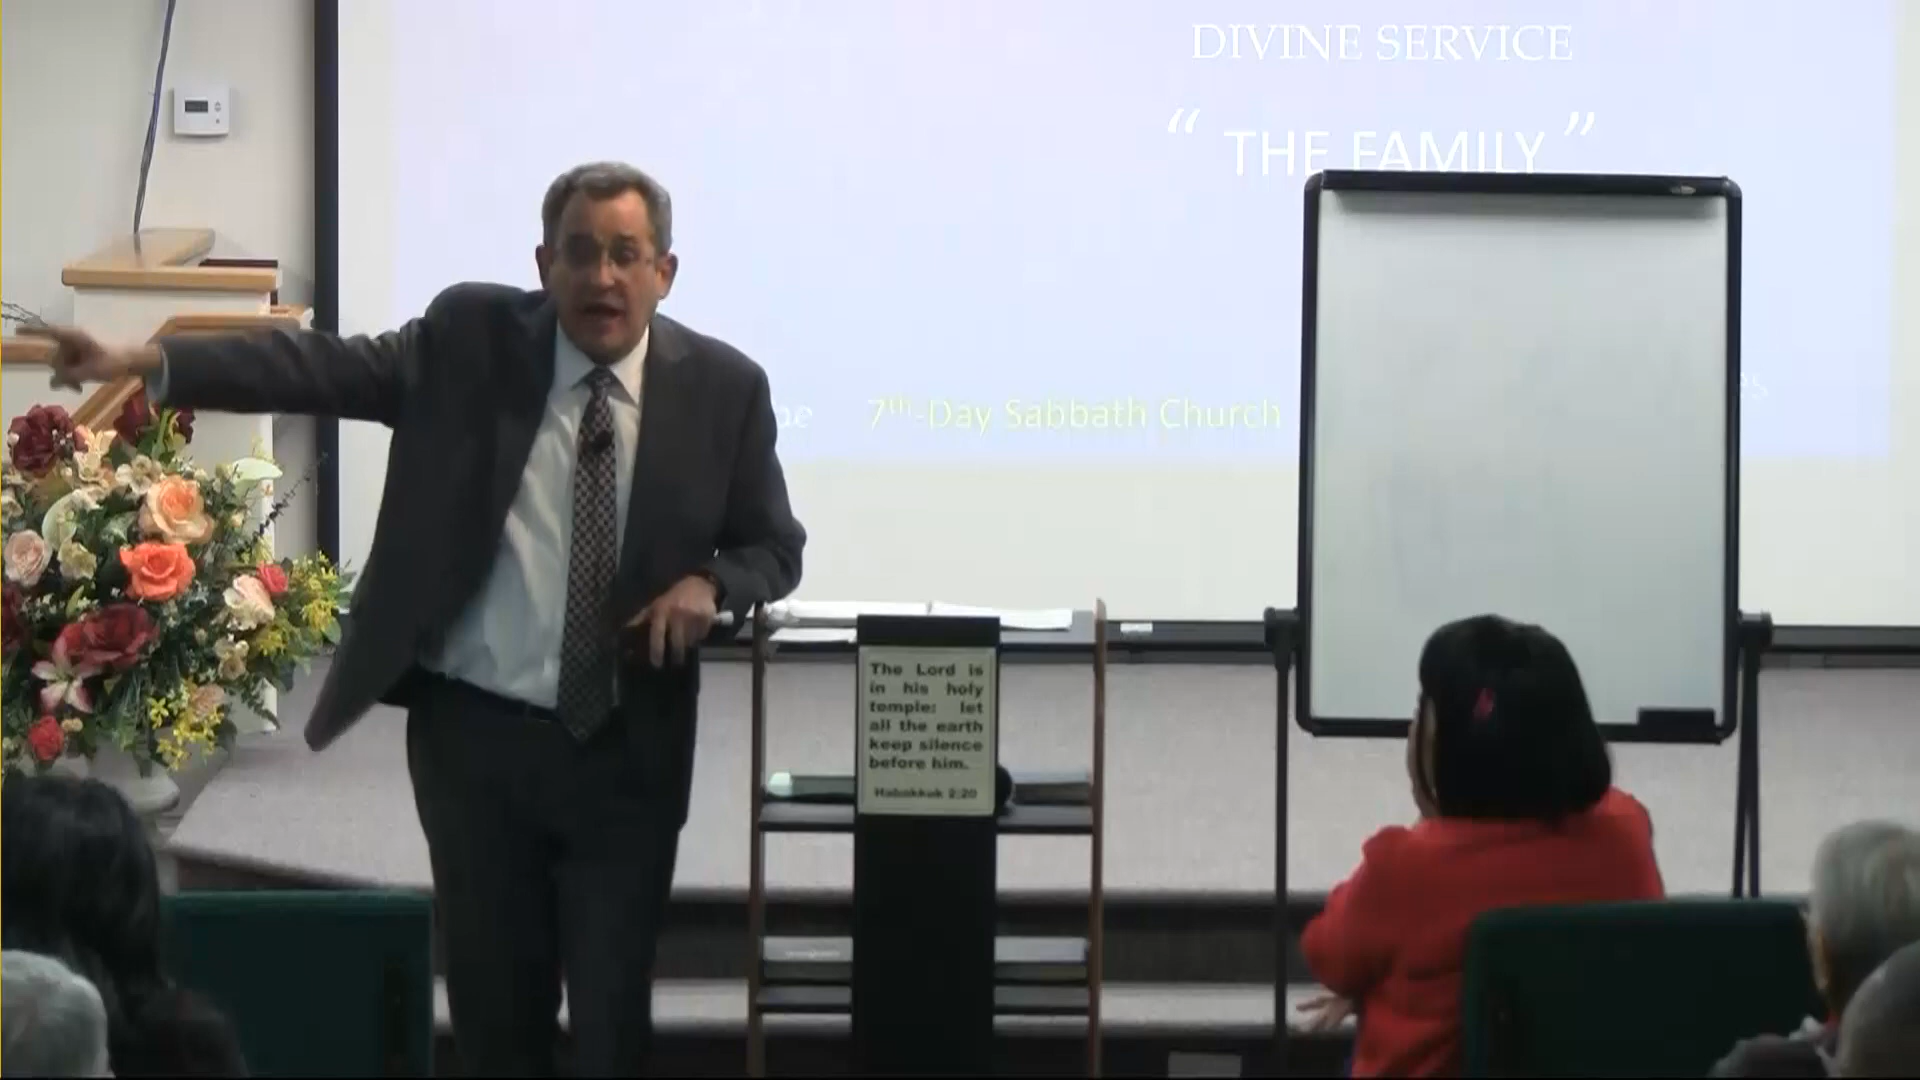 DIVINE SERVICE
“ THE FAMILY ”
7th-Day Sabbath Church
The Lord is
in his holy
temple: let
all the earth
keep silence
before him.
Habakkuk 2:20